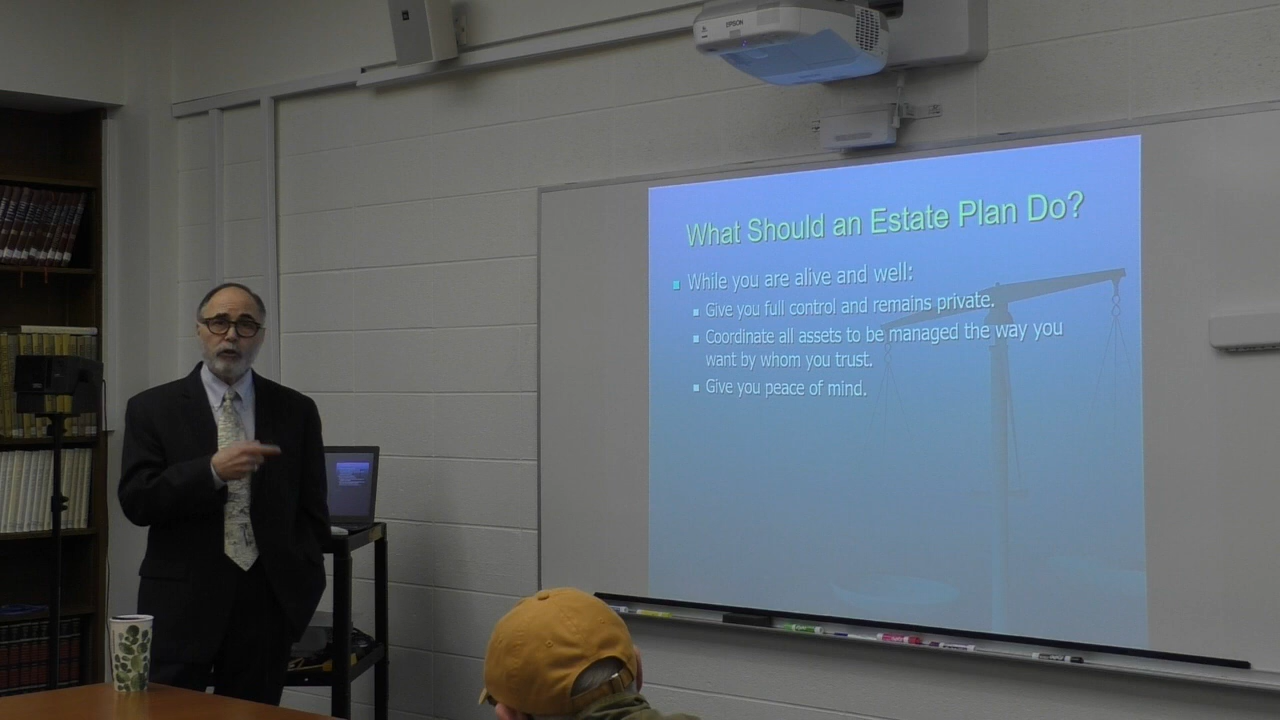 EPSON
What Should an Estate Plan Do?
While you are alive and well:
Give you full control and remains private.
Coordinate all assets to be managed the way you
want by whom you trust.
Give you peace of mind.